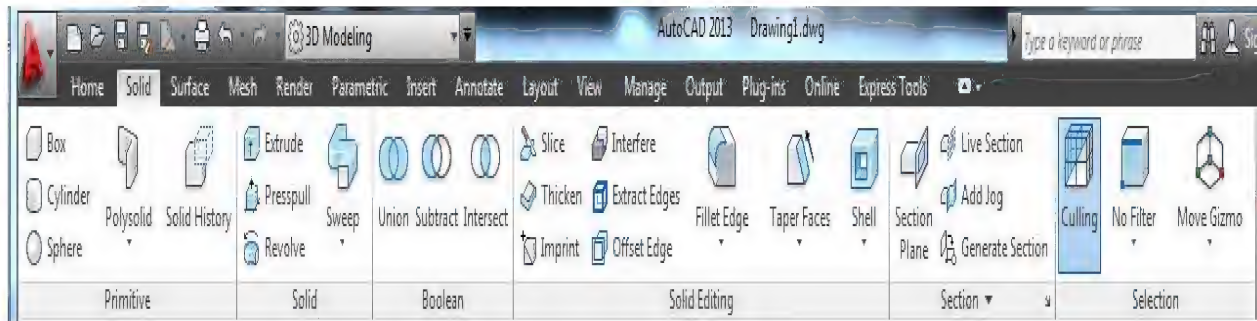 3D Modeling AutoCAD 2013 Drawing1.dwg Type a keyword or phrase
Home Solid Surface Mesh Render Parametric Insert Annotate Layout View Manage Output Plug-ins Online Express Tools
Box
Cylinder
Sphere
Polysolid
Solid History
Extrude
Presspull
Revolve
Sweep
Union Subtract Intersect
Slice
Thicken
Imprint
Interfere
Extract Edges
Offset Edge
Fillet Edge
Taper Faces
Shell
Section
Plane
Live Section
Add Jog
Generate Section
Culling
No Filter
Move Gizmo
Primitive Solid Boolean Solid Editing Section Selection